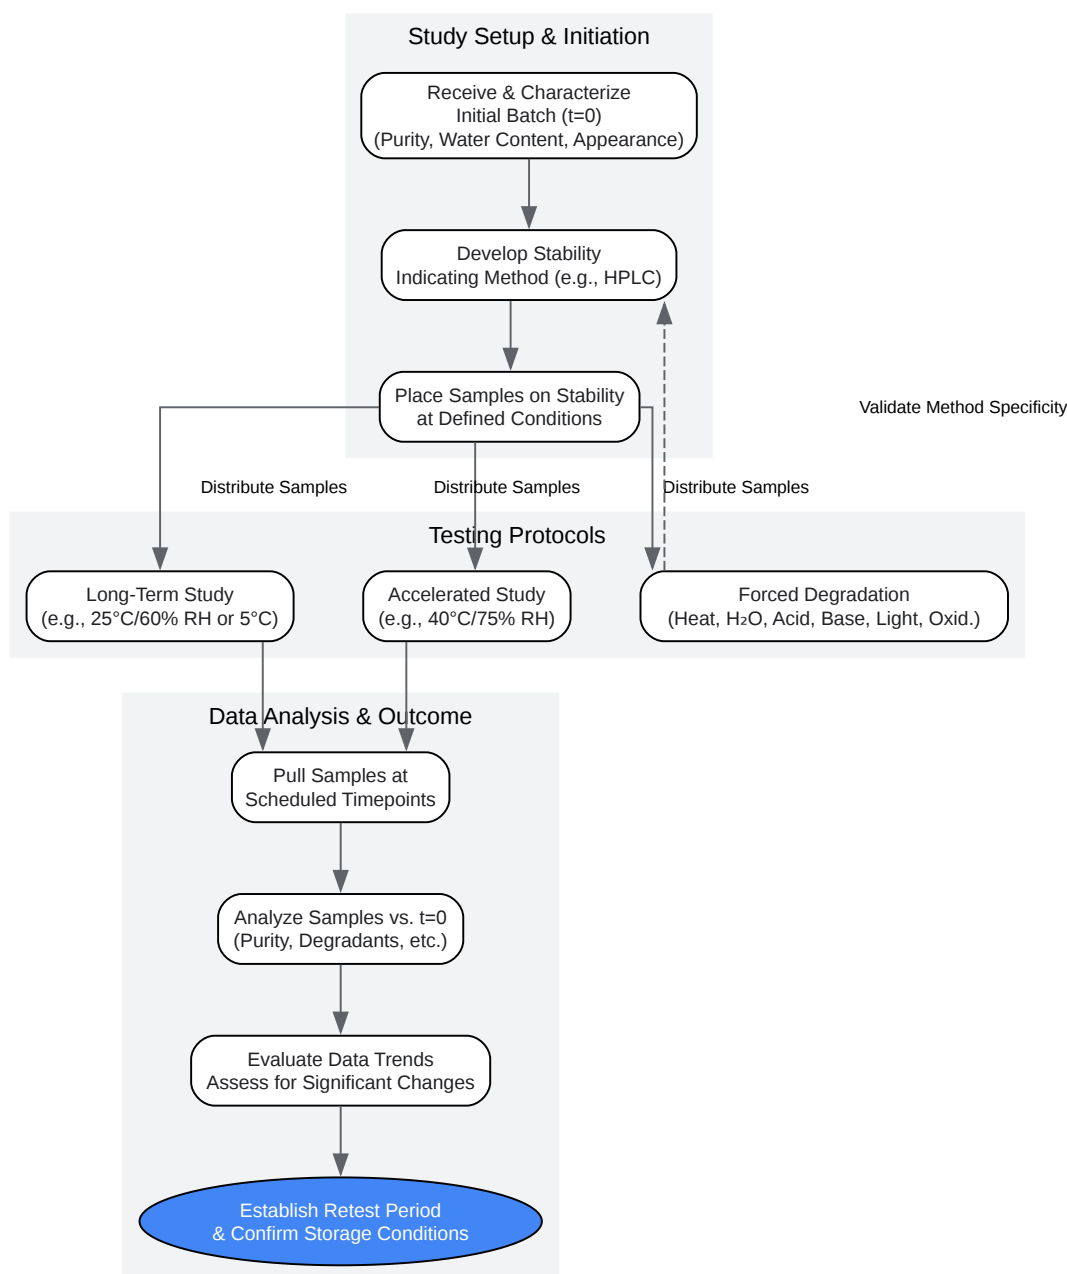 Study Setup & Initiation
Receive & Characterize
Initial Batch (t=0)
(Purity, Water Content, Appearance)
Develop Stability
Indicating Method (e.g., HPLC)
Place Samples on Stability
at Defined Conditions
Validate Method Specificity
Distribute Samples
Distribute Samples
Distribute Samples
Testing Protocols
Long-Term Study
(e.g., 25°C/60% RH or 5°C)
Accelerated Study
(e.g., 40°C/75% RH)
Forced Degradation
(Heat, H₂O, Acid, Base, Light, Oxid.)
Data Analysis & Outcome
Pull Samples at
Scheduled Timepoints
Analyze Samples vs. t=0
(Purity, Degradants, etc.)
Evaluate Data Trends
Assess for Significant Changes
Establish Retest Period
& Confirm Storage Conditions